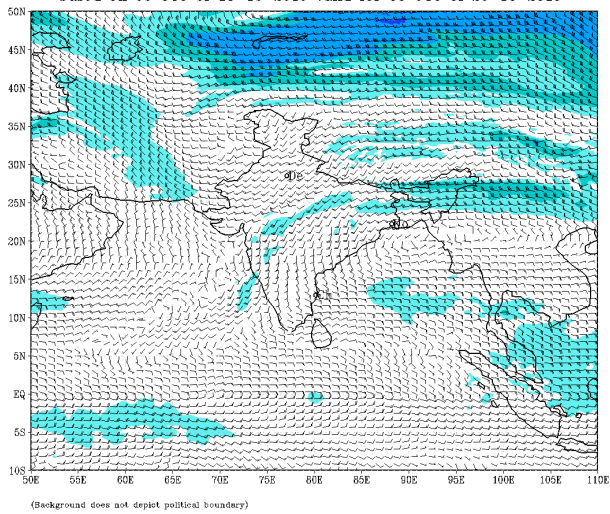 50N
45N
40N
35N
30N
25N
20N
15N
10N
5N
EQ
5S
10S
De
50E 55E 60E 65E 70E 75E 80E 85E 90E 95E 100E 105E 110E
(Background does not depict political boundary)